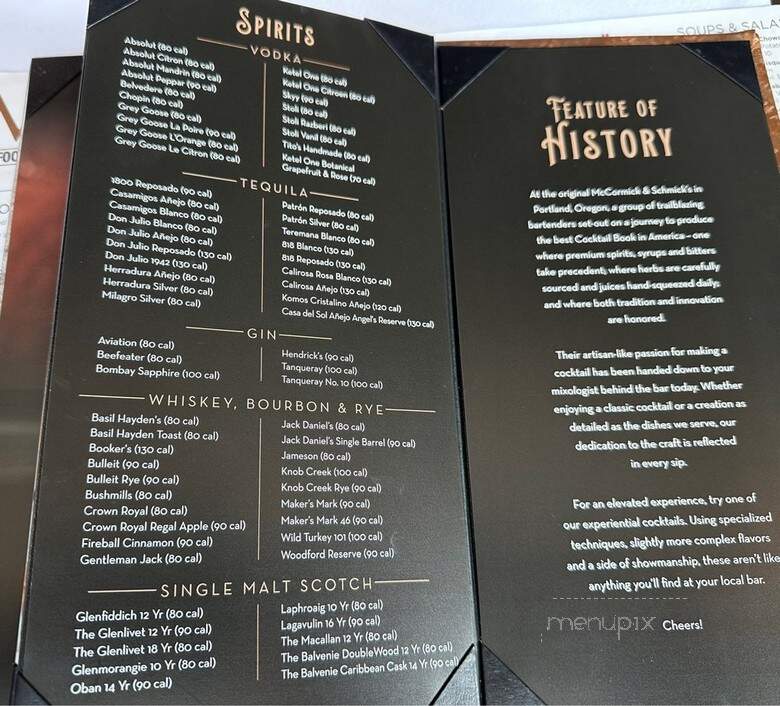 SPIRITS
VODKA
Absolut (80 cal)
Absolut Citron (80 cal)
Absolut Mandrin (80 cal)
Absolut Peppar (90 cal)
Belvedere (80 cal)
Chopin (80 cal)
Grey Goose (80 cal)
Grey Goose La Poire (90 cal)
Grey Goose L'Orange (80 cal)
Grey Goose Le Citron (80 cal)
Ketel One (80 cal)
Ketel One Citroen (80 cal)
Skyy (90 cal)
Stoli (80 cal)
Stoli Razberi (80 cal)
Stoli Vanil (80 cal)
Tito's Handmade (80 cal)
Ketel One Botanical
Grapefruit & Rose (70 cal)
TEQUILA
1800 Reposado (90 cal)
Casamigos Añejo (80 cal)
Casamigos Blanco (80 cal)
Don Julio Blanco (80 cal)
Don Julio Añejo (80 cal)
Don Julio Reposado (130 cal)
Don Julio 1942 (130 cal)
Herradura Añejo (80 cal)
Herradura Silver (80 cal)
Milagro Silver (80 cal)
Patrón Reposado (80 cal)
Patrón Silver (80 cal)
Teremana Blanco (80 cal)
818 Blanco (130 cal)
818 Reposado (130 cal)
Calirosa Rosa Blanco (130 cal)
Calirosa Añejo (130 cal)
Komos Cristalino Añejo (120 cal)
Casa del Sol Añejo Angel's Reserve (130 cal)
GIN
Aviation (80 cal)
Beefeater (80 cal)
Bombay Sapphire (100 cal)
Hendrick's (90 cal)
Tanqueray (100 cal)
Tanqueray No. 10 (100 cal)
WHISKEY, BOURBON & RYE
Basil Hayden's (80 cal)
Basil Hayden Toast (80 cal)
Booker's (130 cal)
Bulleit (90 cal)
Bulleit Rye (90 cal)
Bushmills (80 cal)
Crown Royal (80 cal)
Crown Royal Regal Apple (90 cal)
Fireball Cinnamon (90 cal)
Gentleman Jack (80 cal)
Jack Daniel's (80 cal)
Jack Daniel's Single Barrel (90 cal)
Jameson (80 cal)
Knob Creek (100 cal)
Knob Creek Rye (90 cal)
Maker's Mark (90 cal)
Maker's Mark 46 (90 cal)
Wild Turkey 101 (100 cal)
Woodford Reserve (90 cal)
SINGLE MALT SCOTCH
Glenfiddich 12 Yr (80 cal)
The Glenlivet 12 Yr (90 cal)
The Glenlivet 18 Yr (80 cal)
Glenmorangie 10 Yr (80 cal)
Oban 14 Yr (90 cal)
Laphroaig 10 Yr (80 cal)
Lagavulin 16 Yr (90 cal)
The Macallan 12 Yr (80 cal)
The Balvenie DoubleWood 12 Yr (80 cal)
The Balvenie Caribbean Cask 14 Yr (90 cal)
FEATURE OF
HISTORY
At the original McCormick & Schmick's in
Portland, Oregon, a group of trailblazing
bartenders set out on a journey to produce
the best Cocktail Book in America – one
where premium spirits, syrups and bitters
take precedent, where herbs are carefully
sourced and juices hand-squeezed daily;
and where both tradition and innovation
are honored.
Their artisan-like passion for making a
cocktail has been handed down to your
mixologist behind the bar today. Whether
enjoying a classic cocktail or a creation as
detailed as the dishes we serve, our
dedication to the craft is reflected
in every sip.
For an elevated experience, try one of
our experiential cocktails. Using specialized
techniques, slightly more complex flavors
and a side of showmanship, these aren't like
anything you'll find at your local bar.
Cheers!
menupix
SOUPS & SALA